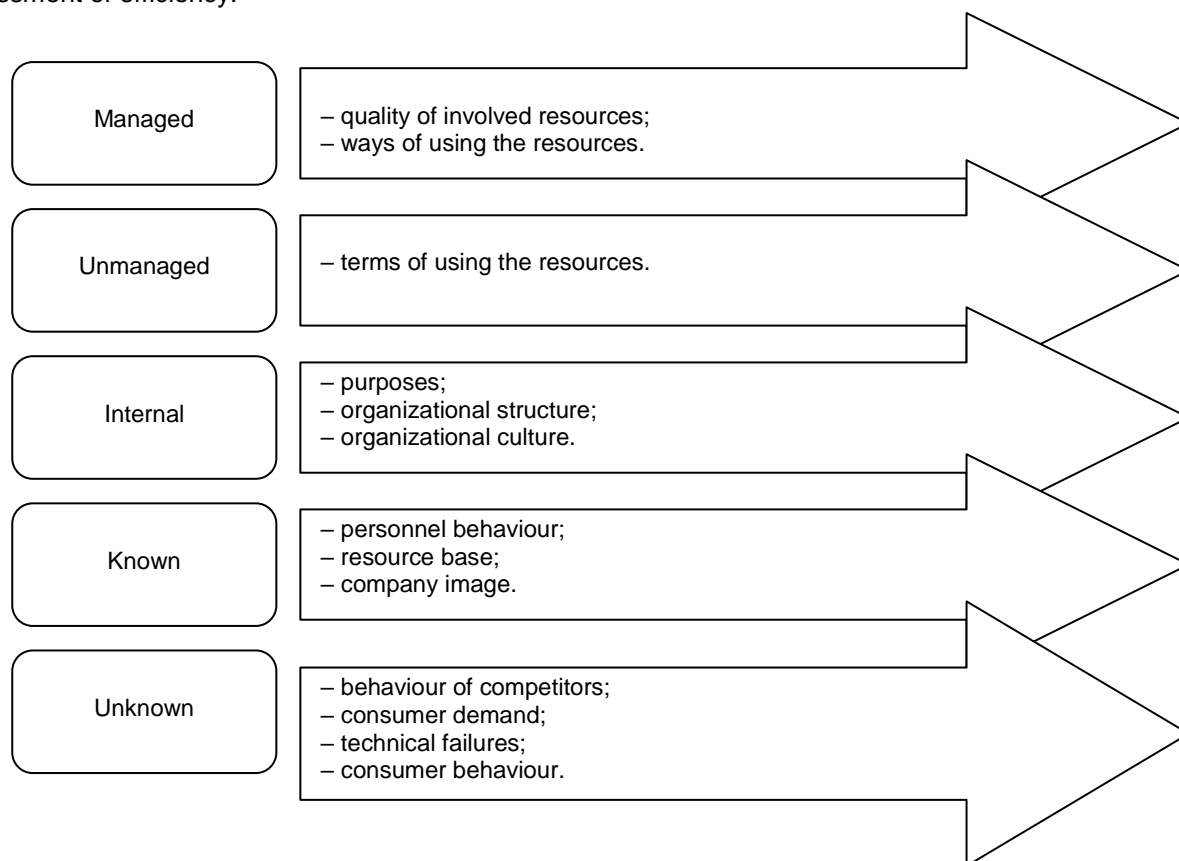 Managed
– quality of involved resources;
– ways of using the resources.
Unmanaged
– terms of using the resources.
Internal
– purposes;
– organizational structure;
– organizational culture.
Known
– personnel behaviour;
– resource base;
– company image.
Unknown
– behaviour of competitors;
– consumer demand;
– technical failures;
– consumer behaviour.